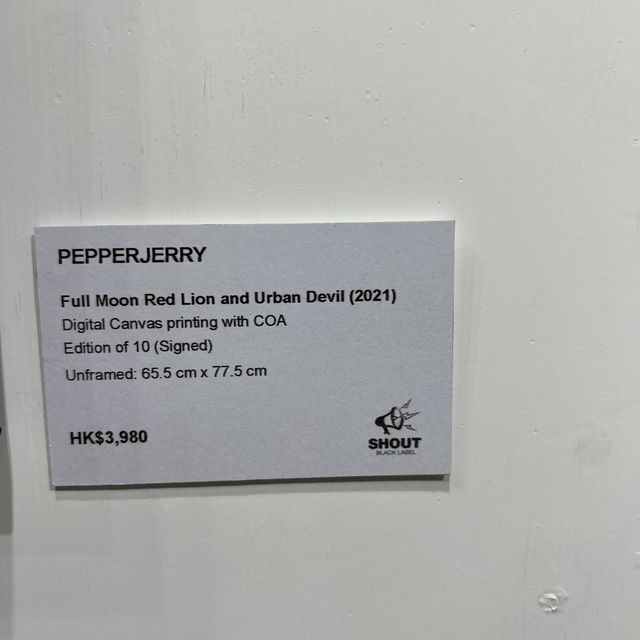 PEPPERJERRY
Full Moon Red Lion and Urban Devil (2021)
Digital Canvas printing with COA
Edition of 10 (Signed)
Unframed: 65.5 cm x 77.5 cm
HK$3,980
SHOUT
BLACK LABEL